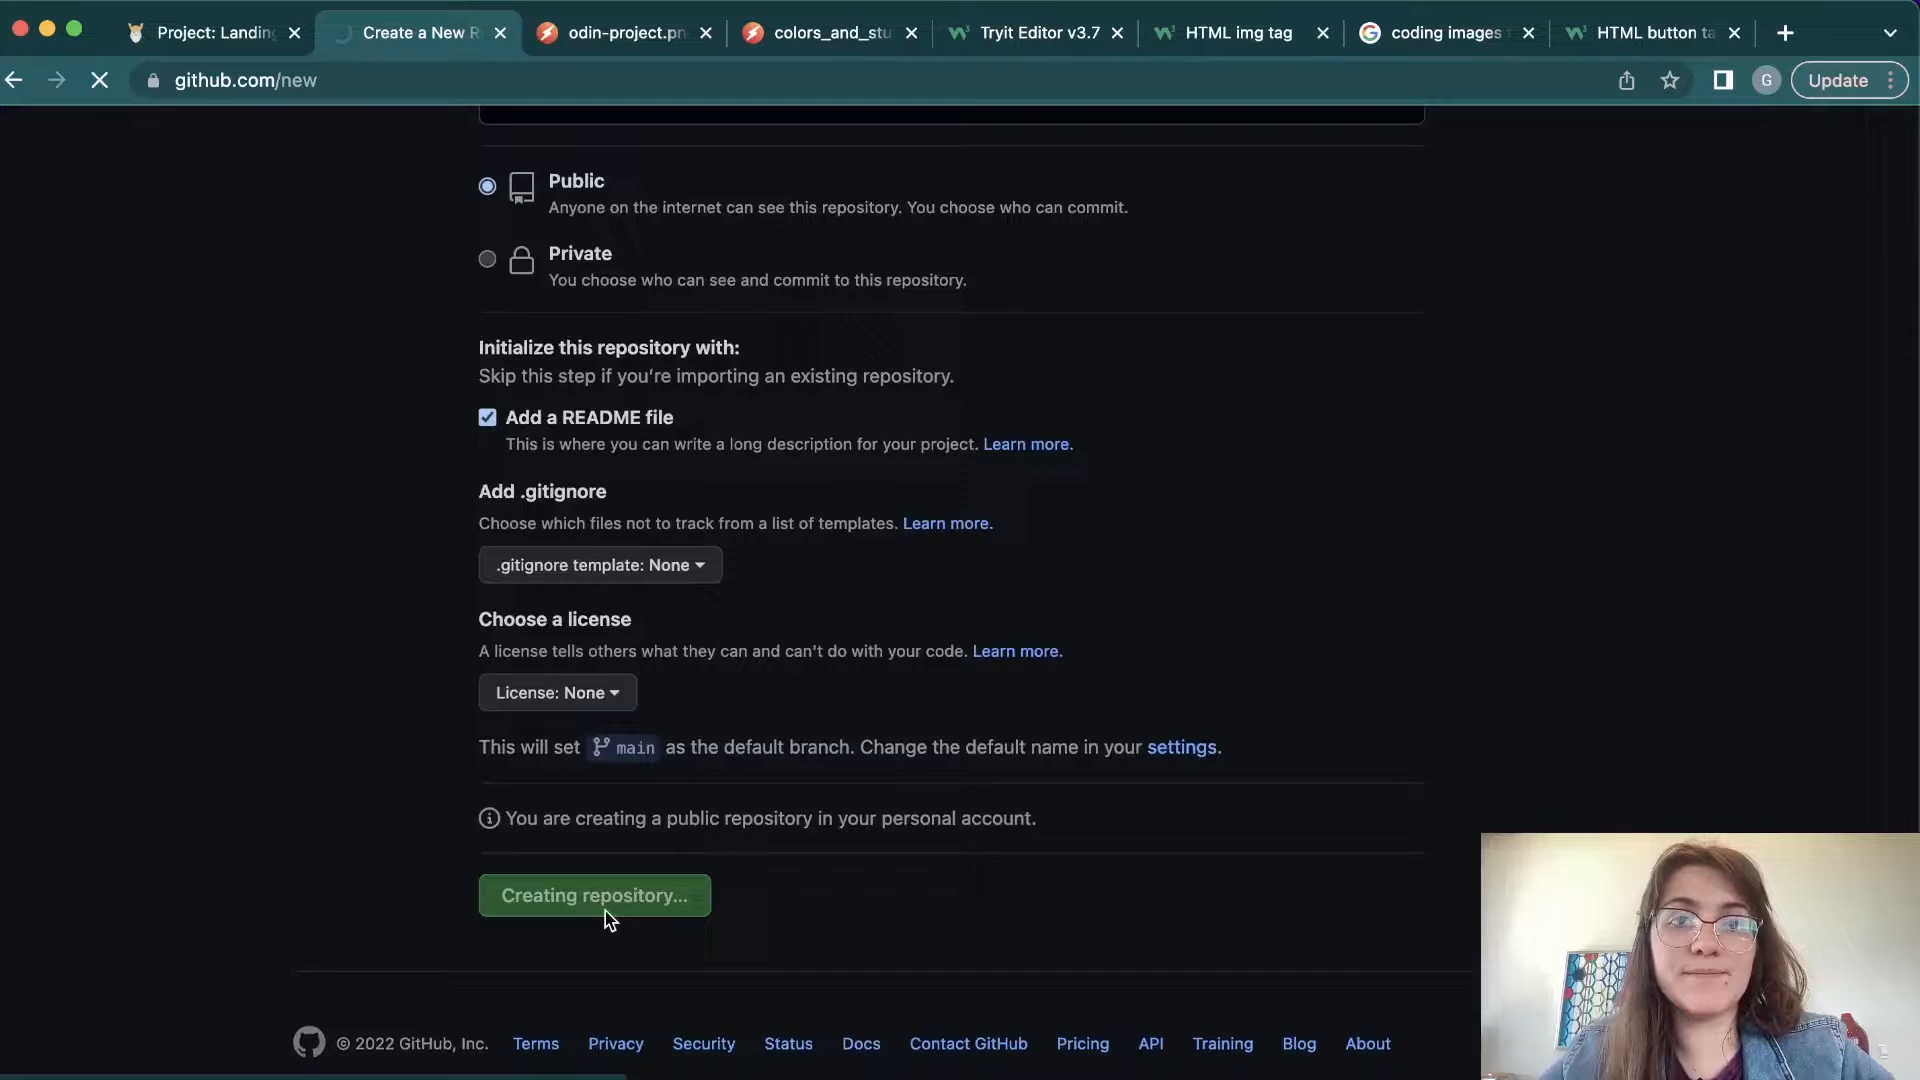 Project: Landing
Create a New R
odin-project.pn
colors_and_stu
Tryit Editor v3.7
HTML img tag
coding images f
HTML button ta
github.com/new
G
Update
Public
Anyone on the internet can see this repository. You choose who can commit.
Private
You choose who can see and commit to this repository.
Initialize this repository with:
Skip this step if you're importing an existing repository.
Add a README file
This is where you can write a long description for your project. Learn more.
Add .gitignore
Choose which files not to track from a list of templates. Learn more.
.gitignore template: None
Choose a license
A license tells others what they can and can't do with your code. Learn more.
License: None
This will set main as the default branch. Change the default name in your settings.
You are creating a public repository in your personal account.
Creating repository...
© 2022 GitHub, Inc. Terms Privacy Security Status Docs Contact GitHub Pricing API Training Blog About